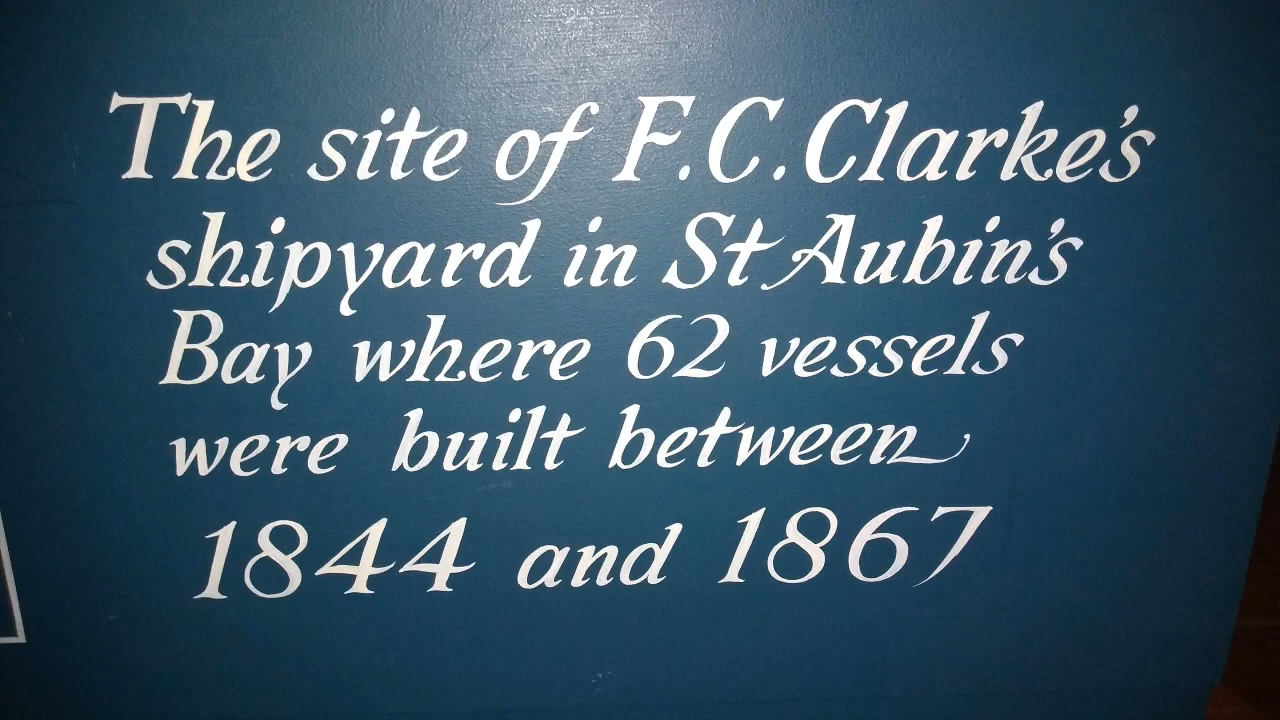 The site of F.C. Clarke's
shipyard in St Aubin's
Bay where 62 vessels
were built between
1844 and 1867